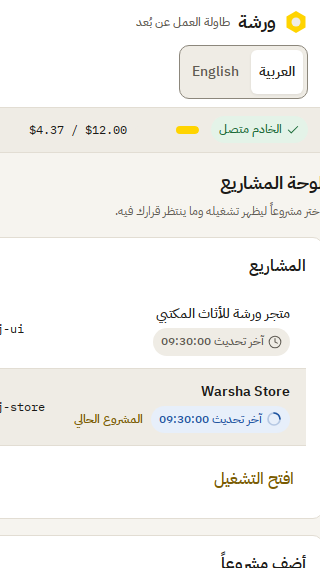 ورشة طاولة العمل عن بُعد
العربية English
الخادم متصل $4.37 / $12.00
لوحة المشاريع
ختر مشروعاً ليظهر تشغيله وما ينتظر قرارك فيه.
المشاريع
متجر ورشة للأثاث المكتبي
آخر تحديث 09:30:00
j-ui
Warsha Store
آخر تحديث 09:30:00 المشروع الحالي
j-store
افتح التشغيل
أضف مشروعاً